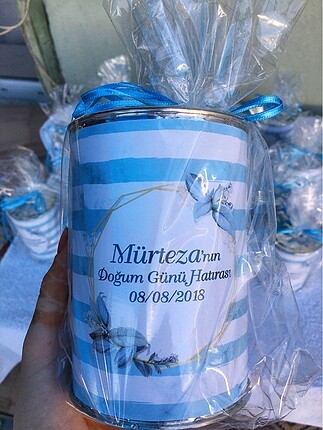 Mürteza'nın
Doğum Günü Hatırası
08/08/2018